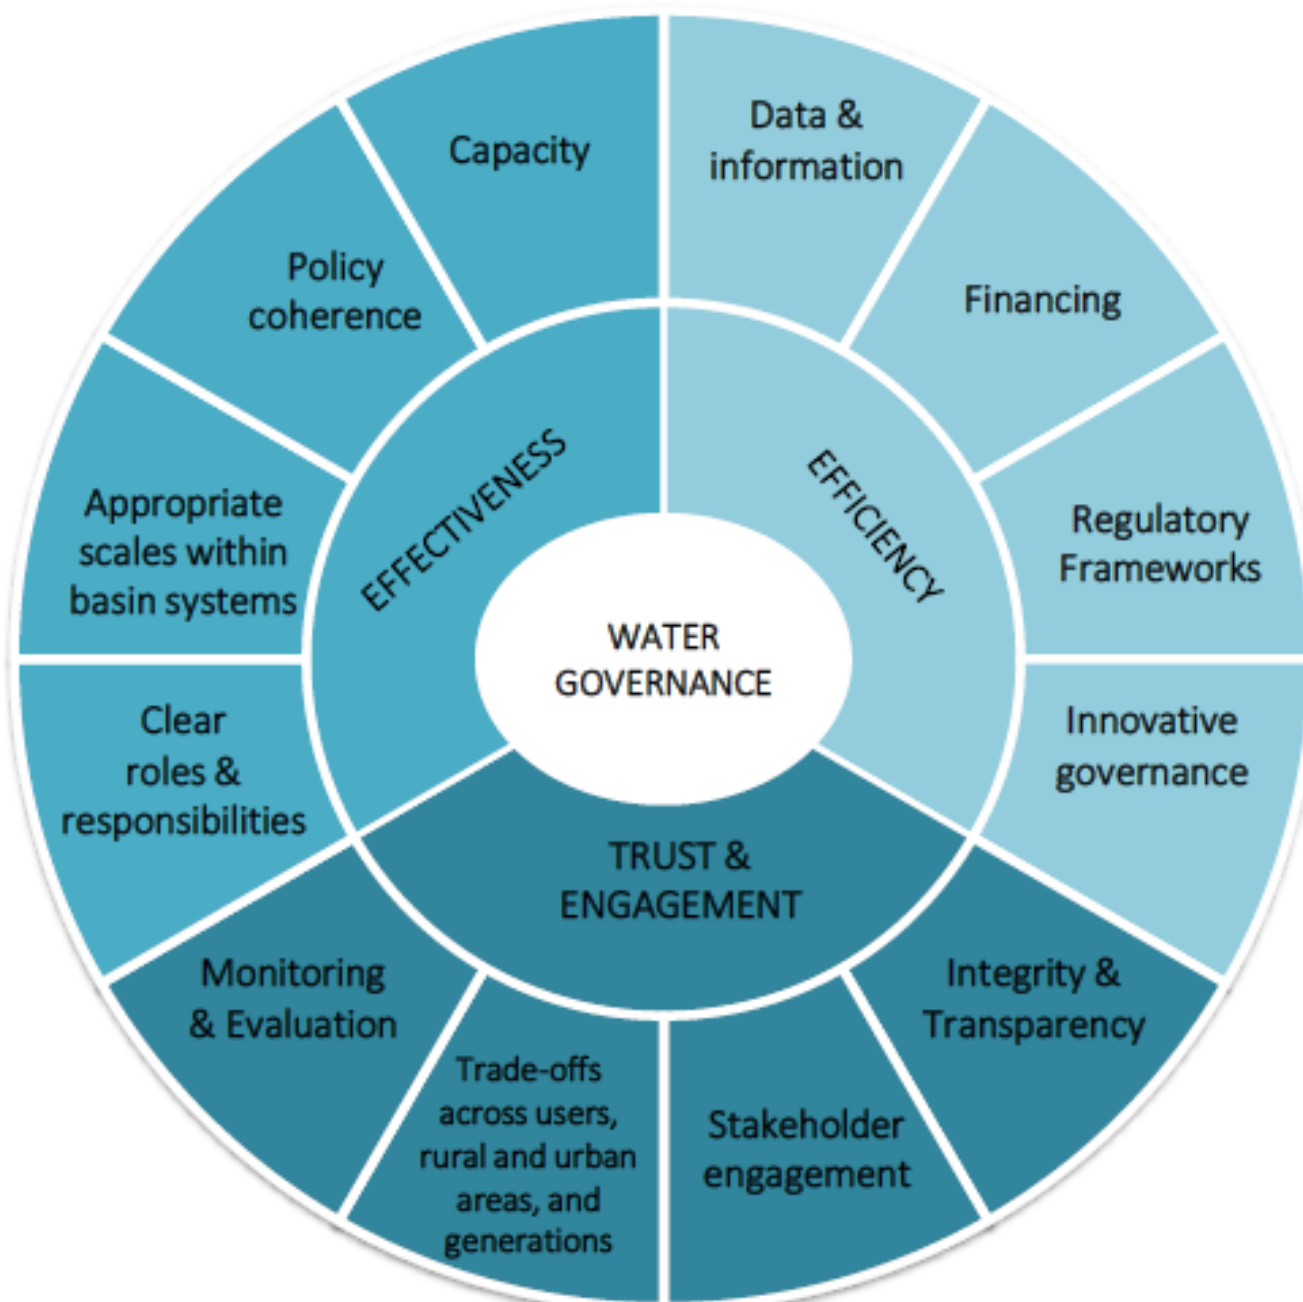 Capacity
Data &
information
Policy
coherence
Financing
Appropriate
scales within
basin systems
EFFECTIVENESS
EFFICIENCY
Regulatory
Frameworks
WATER
GOVERNANCE
Clear
roles &
responsibilities
Innovative
governance
TRUST &
ENGAGEMENT
Monitoring
& Evaluation
Integrity &
Transparency
Trade-offs
across users,
rural and urban
areas, and
generations
Stakeholder
engagement